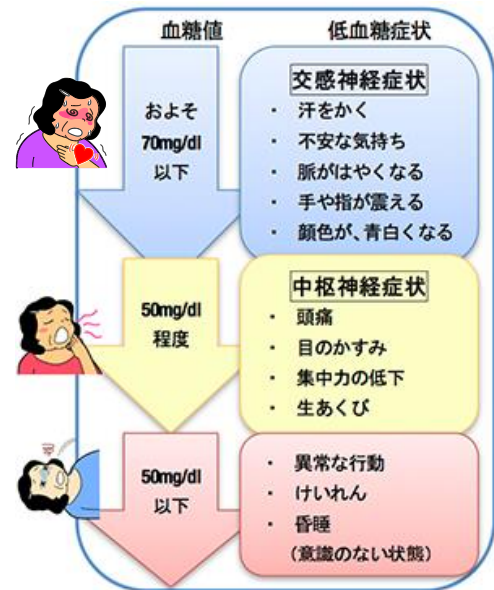 血糖値
低血糖症状
およそ
70mg/dl
以下
交感神経症状
・ 汗をかく
・ 不安な気持ち
・ 脈がはやくなる
・ 手や指が震える
・ 顔色が、青白くなる
50mg/dl
程度
中枢神経症状
・ 頭痛
・ 目のかすみ
・ 集中力の低下
・ 生あくび
50mg/dl
以下
・ 異常な行動
・ けいれん
・ 昏睡
(意識のない状態)